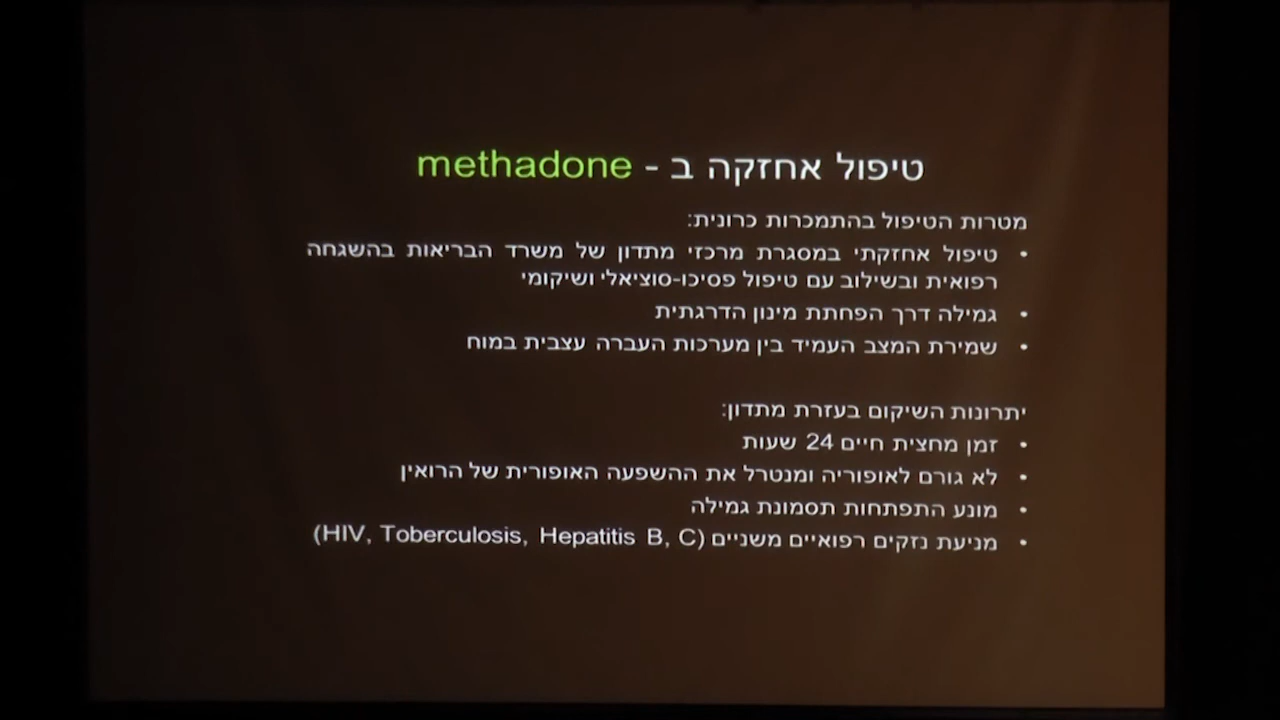 טיפול אחזקה ב - methadone
מטרות הטיפול בהתמכרות כרונית:
• טיפול אחזקתי במסגרת מרכזי מתדון של משרד הבריאות בהשגחה
רפואית ובשילוב עם טיפול פסיכו-סוציאלי ושיקומי
• גמילה דרך הפחתת מינון הדרגתית
• שמירת המצב העמיד בין מערכות העברה עצבית במוח
יתרונות השיקום בעזרת מתדון:
• זמן מחצית חיים 24 שעות
• לא גורם לאופוריה ומנטרל את ההשפעה האופורית של הרואין
• מונע התפתחות תסמונת גמילה
• מניעת נזקים רפואיים משניים (HIV, Toberculosis, Hepatitis B, C)